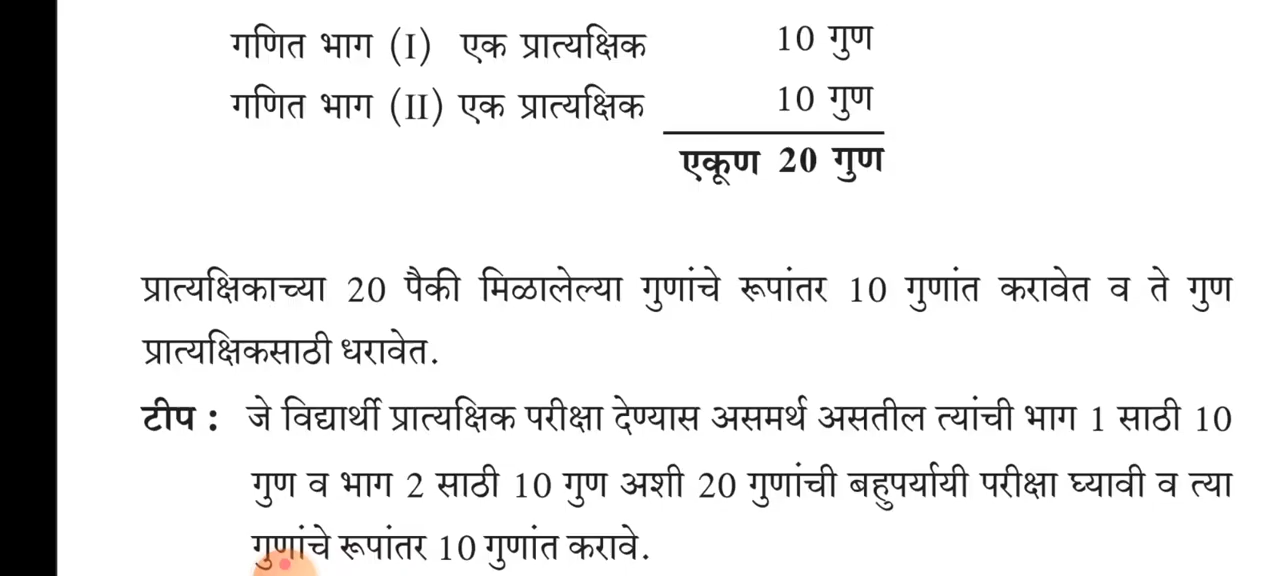 गणित भाग (I) एक प्रात्यक्षिक 10 गुण
गणित भाग (II) एक प्रात्यक्षिक 10 गुण
एकूण 20 गुण
प्रात्यक्षिकाच्या 20 पैकी मिळालेल्या गुणांचे रूपांतर 10 गुणांत करावेत व ते गुण
प्रात्यक्षिकसाठी धरावेत.
टीप : जे विद्यार्थी प्रात्यक्षिक परीक्षा देण्यास असमर्थ असतील त्यांची भाग 1 साठी 10
गुण व भाग 2 साठी 10 गुण अशी 20 गुणांची बहुपर्यायी परीक्षा घ्यावी व त्या
गुणांचे रूपांतर 10 गुणांत करावे.